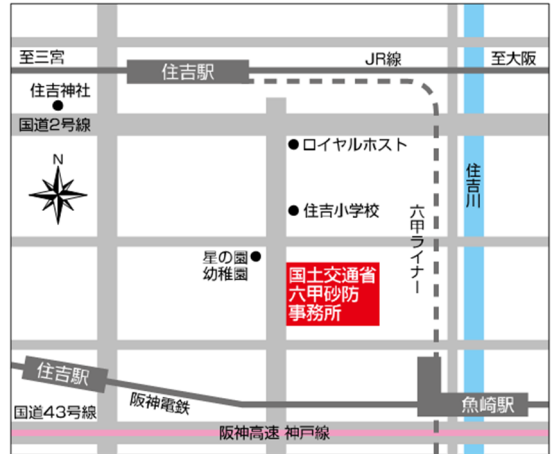 至三宮
住吉駅
JR線
至大阪
住吉神社
国道2号線
N
ロイヤルホスト
住吉川
住吉小学校
六甲ライナー
星の園
幼稚園
国土交通省
六甲砂防
事務所
住吉駅
阪神電鉄
魚崎駅
国道43号線
阪神高速 神戸線